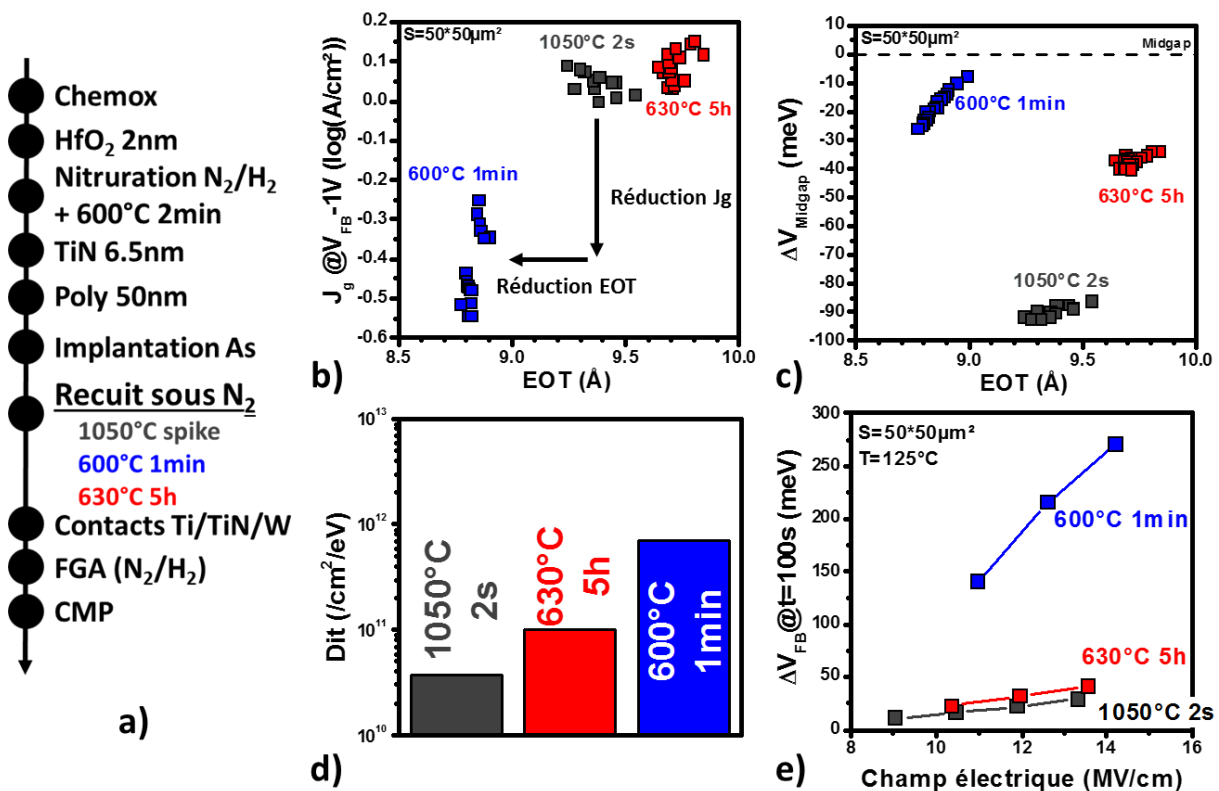 Chemox
HfO₂ 2nm
Nitruration N₂/H₂
+ 600°C 2min
TiN 6.5nm
Poly 50nm
Implantation As
Recuit sous N₂
1050°C spike
600°C 1min
630°C 5h
Contacts Ti/TiN/W
FGA (N₂/H₂)
CMP
a)
S=50*50µm²
1050°C 2s
630°C 5h
600°C 1min
Réduction Jg
Réduction EOT
0.2
0.1
0.0
0.1
-0.2
-0.3
-0.4
-0.5
-0.6
8.5
9.0
9.5
10.0
J_g @V_FB-1V (log(A/cm²))
EOT (Å)
b)
S=50*50µm²
Midgap
600°C 1min
630°C 5h
1050°C 2s
10
0
-10
-20
-30
-40
-50
-60
-70
-80
-90
-100
8.5
9.0
9.5
10.0
ΔV_Midgap (meV)
EOT (Å)
c)
10¹³
10¹²
10¹¹
10¹⁰
Dit (/cm²/eV)
1050°C
2s
630°C
5h
600°C
1min
d)
S=50*50µm²
T=125°C
600°C 1min
630°C 5h
1050°C 2s
300
250
200
150
100
50
0
8
10
12
14
16
ΔV_FB@t=100s (meV)
Champ électrique (MV/cm)
e)